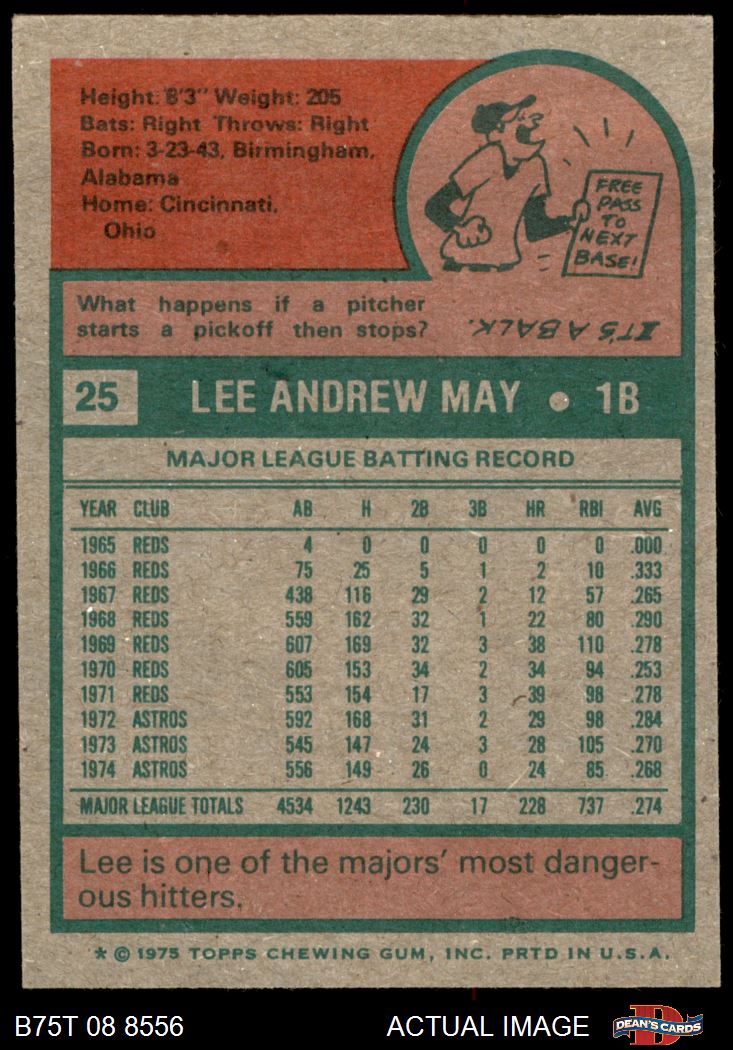 Height: 6'3" Weight: 205
Bats: Right Throws: Right
Born: 3-23-43, Birmingham,
Alabama
Home: Cincinnati,
Ohio
FREE
PASS
TO
NEXT
BASE!
What happens if a pitcher
starts a pickoff then stops?
IT'S A BALK.
25 LEE ANDREW MAY • 1B
MAJOR LEAGUE BATTING RECORD
YEAR CLUB AB H 2B 3B HR RBI AVG
1965 REDS 4 0 0 0 0 0 .000
1966 REDS 75 25 5 1 2 10 .333
1967 REDS 438 116 29 2 12 57 .265
1968 REDS 559 162 32 1 22 80 .290
1969 REDS 607 169 32 3 38 110 .278
1970 REDS 605 153 34 2 34 94 .253
1971 REDS 553 154 17 3 39 98 .278
1972 ASTROS 592 168 31 2 29 98 .284
1973 ASTROS 545 147 24 3 28 105 .270
1974 ASTROS 556 149 26 0 24 85 .268
MAJOR LEAGUE TOTALS 4534 1243 230 17 228 737 .274
Lee is one of the majors' most danger-
ous hitters.
* © 1975 TOPPS CHEWING GUM, INC. PRTD IN U.S.A.
B75T 08 8556 ACTUAL IMAGE DEAN'S CARDS